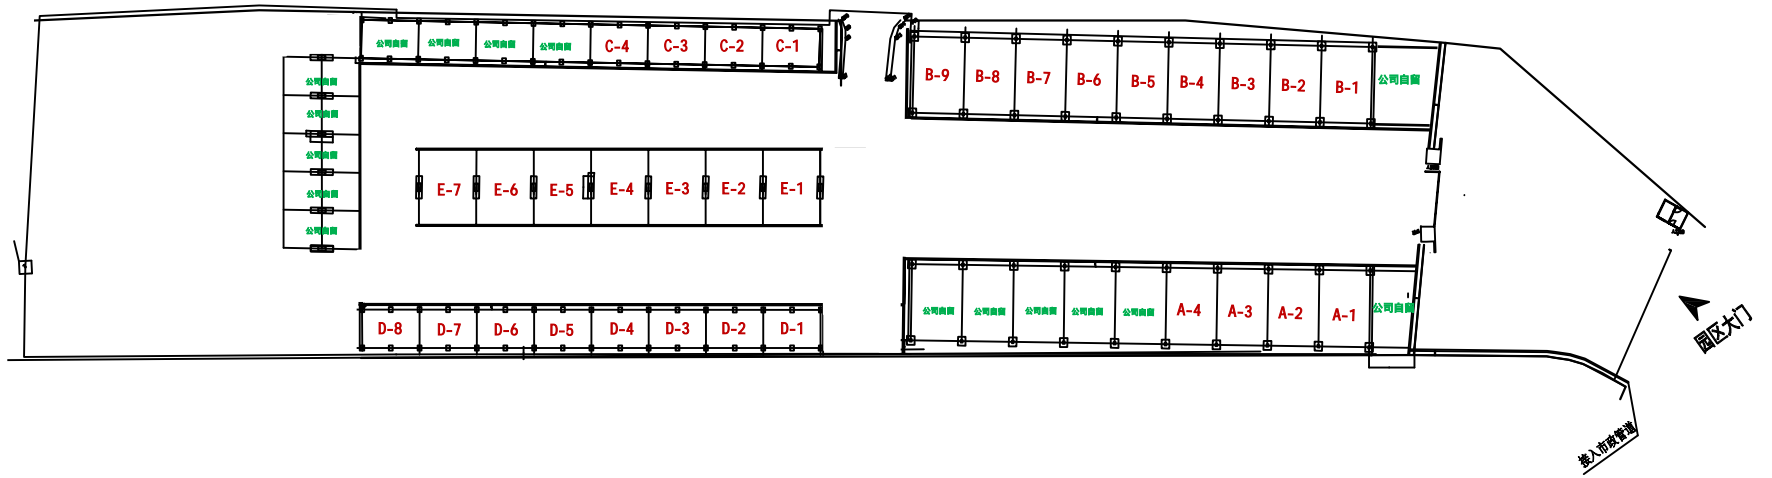 公司自留 公司自留 公司自留 公司自留 C-4 C-3 C-2 C-1
B-9 B-8 B-7 B-6 B-5 B-4 B-3 B-2 B-1 公司自留
公司自留
公司自留
公司自留
公司自留
公司自留
E-7 E-6 E-5 E-4 E-3 E-2 E-1
D-8 D-7 D-6 D-5 D-4 D-3 D-2 D-1
公司自留 公司自留 公司自留 公司自留 公司自留 A-4 A-3 A-2 A-1 公司自留
园区大门
接入市政管道